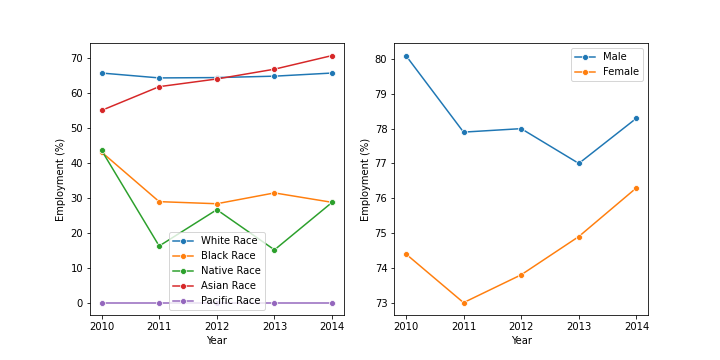 Employment (%)
70
60
50
40
30
20
10
0
2010 2011 2012 2013 2014
Year
White Race
Black Race
Native Race
Asian Race
Pacific Race
Employment (%)
80
79
78
77
76
75
74
73
2010 2011 2012 2013 2014
Year
Male
Female